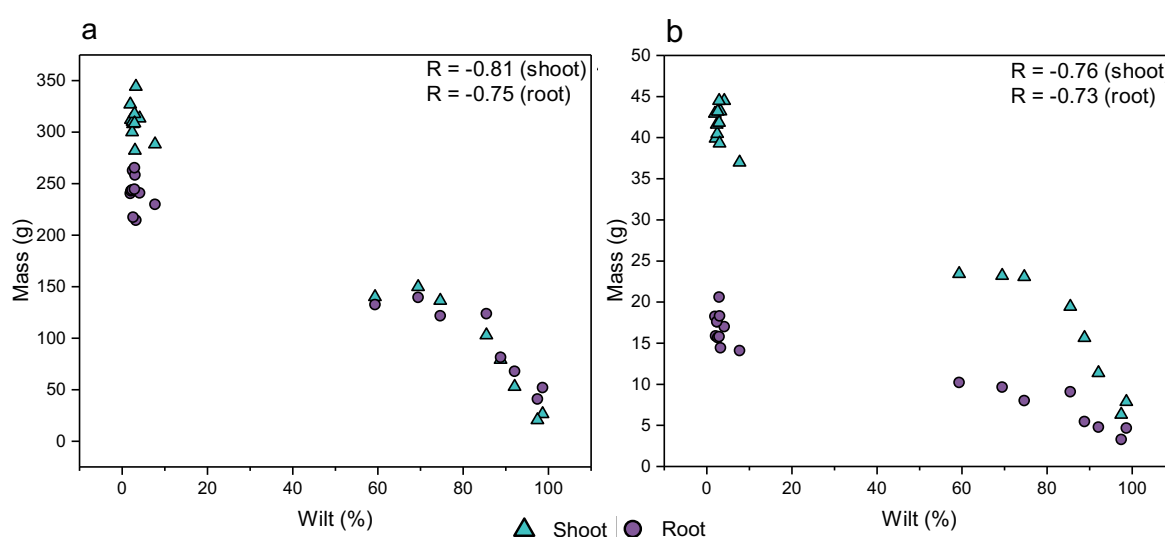 a
R = -0.81 (shoot)
R = -0.75 (root)
350
300
250
200
150
100
50
0
Mass (g)
0 20 40 60 80 100
Wilt (%)
b
R = -0.76 (shoot
R = -0.73 (root)
50
45
40
35
30
25
20
15
10
5
0
Mass (g)
0 20 40 60 80 100
Wilt (%)
Shoot Root